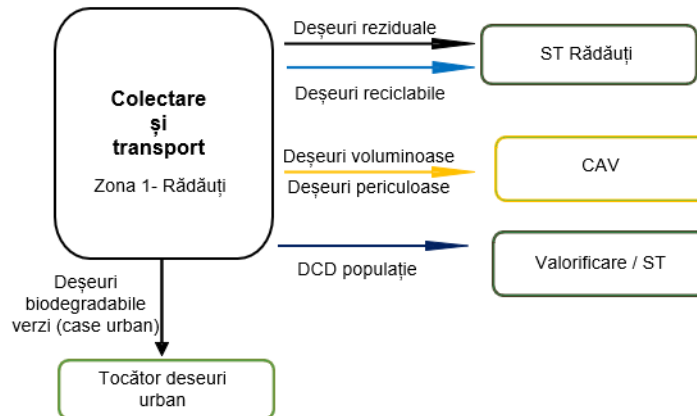 Deșeuri reziduale
ST Rădăuți
Deșeuri reciclabile
Colectare
și
transport
Zona 1- Rădăuți
Deșeuri voluminoase
Deșeuri periculoase
CAV
DCD populație
Valorificare / ST
Deșeuri
biodegradabile
verzi (case urban)
Tocător deseuri
urban